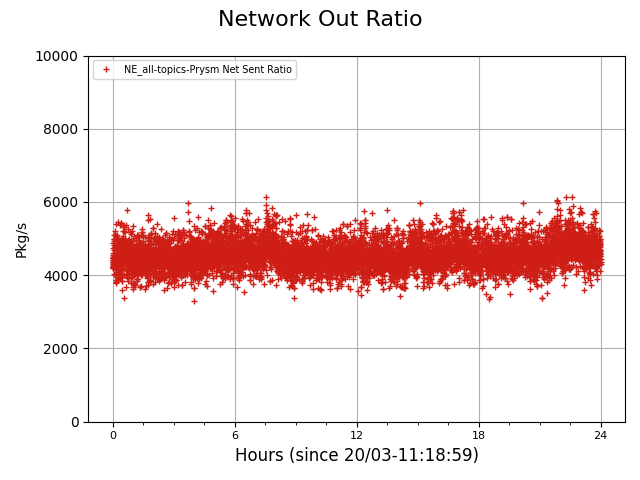 Network Out Ratio
10000
8000
6000
4000
2000
0
Pkg/s
NE_all-topics-Prysm Net Sent Ratio
0 6 12 18 24
Hours (since 20/03-11:18:59)